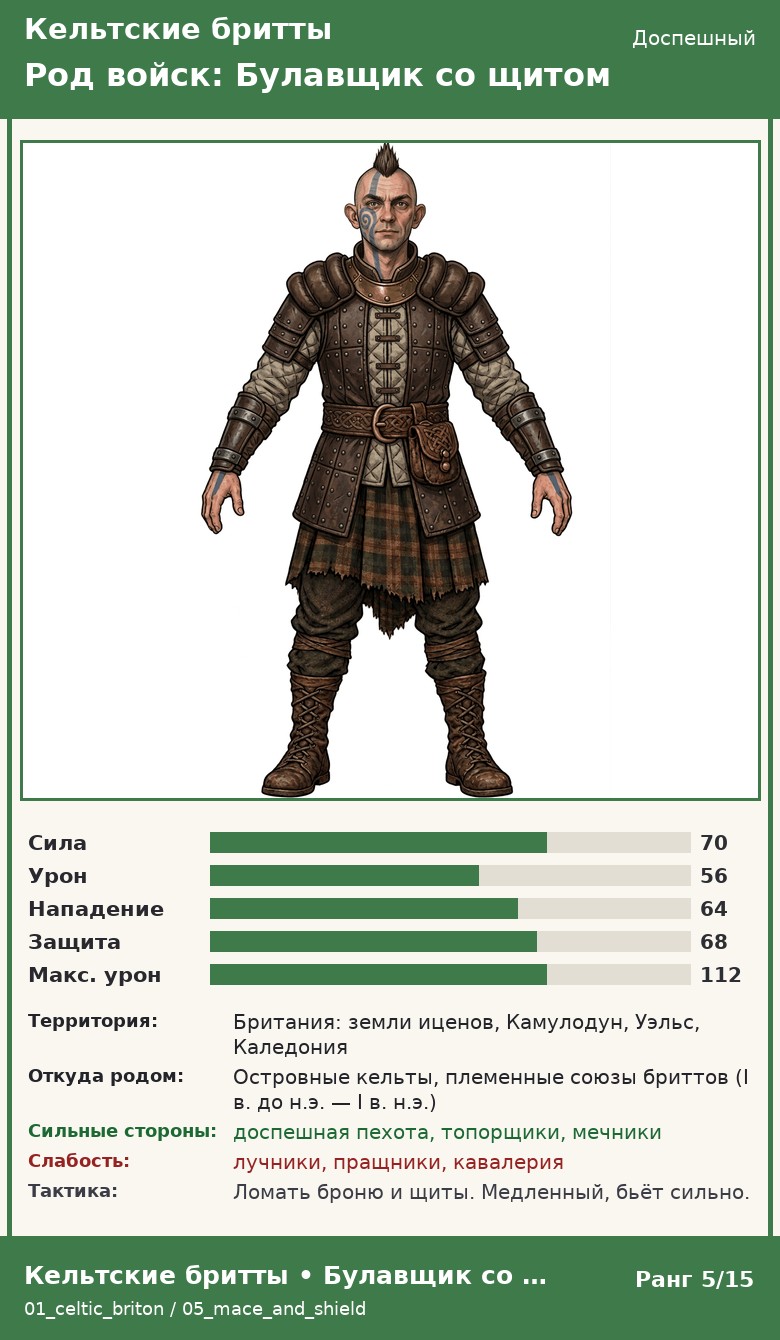 Кельтские бритты
Доспешный
Род войск: Булавщик со щитом
Сила 70
Урон 56
Нападение 64
Защита 68
Макс. урон 112
Территория: Британия: земли иценов, Камулодун, Уэльс,
Каледония
Откуда родом: Островные кельты, племенные союзы бриттов (I
в. до н.э. — I в. н.э.)
Сильные стороны: доспешная пехота, топорщики, мечники
Слабость: лучники, пращники, кавалерия
Тактика: Ломать броню и щиты. Медленный, бьёт сильно.
Кельтские бритты • Булавщик со ...
Ранг 5/15
01_celtic_briton / 05_mace_and_shield